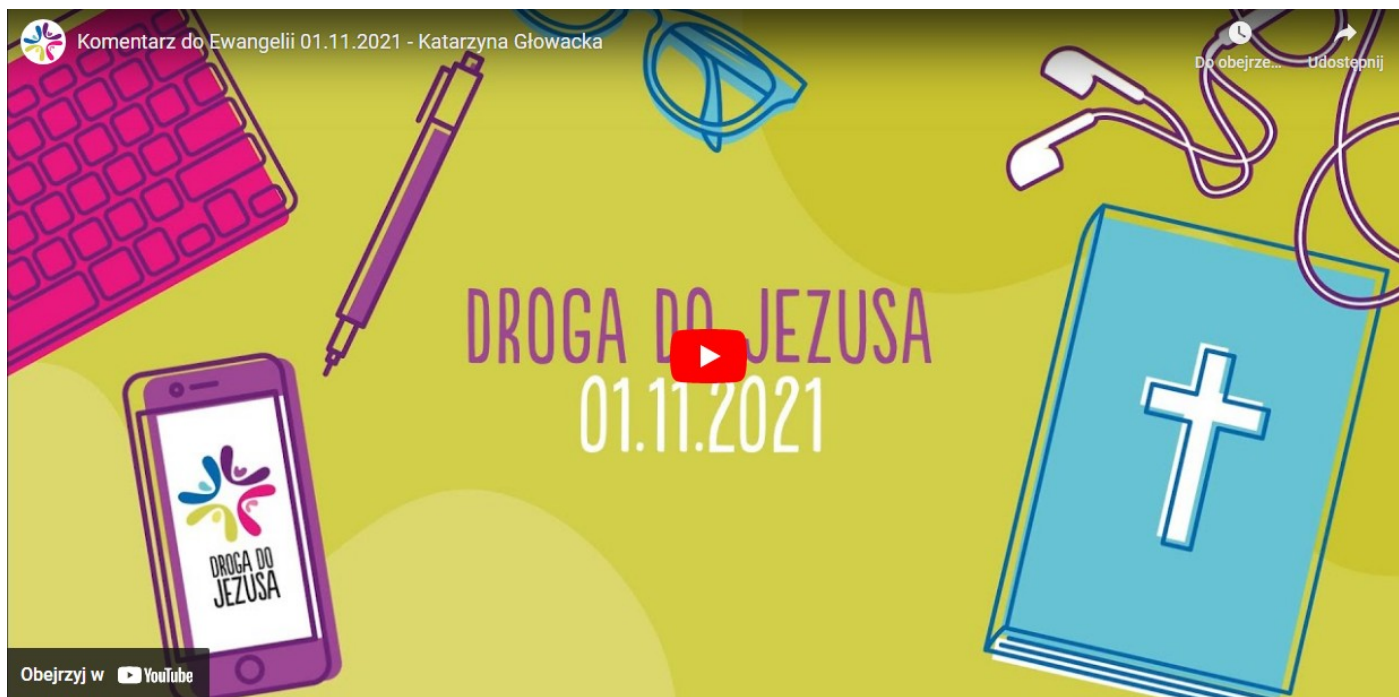 Komentarz do Ewangelii 01.11.2021 - Katarzyna Głowacka
Do obejrze...
Udostępnij
DROGA DO JEZUSA
01.11.2021
DROGA DO
JEZUSA
Obejrzyj w YouTube